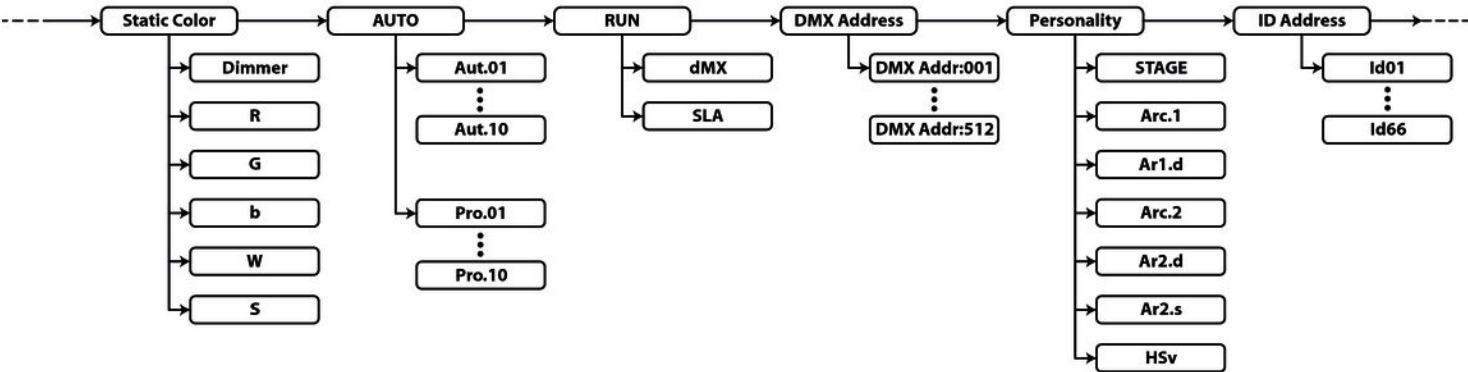 Static Color
AUTO
RUN
DMX Address
Personality
ID Address
Dimmer
R
G
b
W
S
Aut.01
Aut.10
Pro.01
Pro.10
dMX
SLA
DMX Addr:001
DMX Addr:512
STAGE
Arc.1
Ar1.d
Arc.2
Ar2.d
Ar2.s
HSv
Id01
Id66